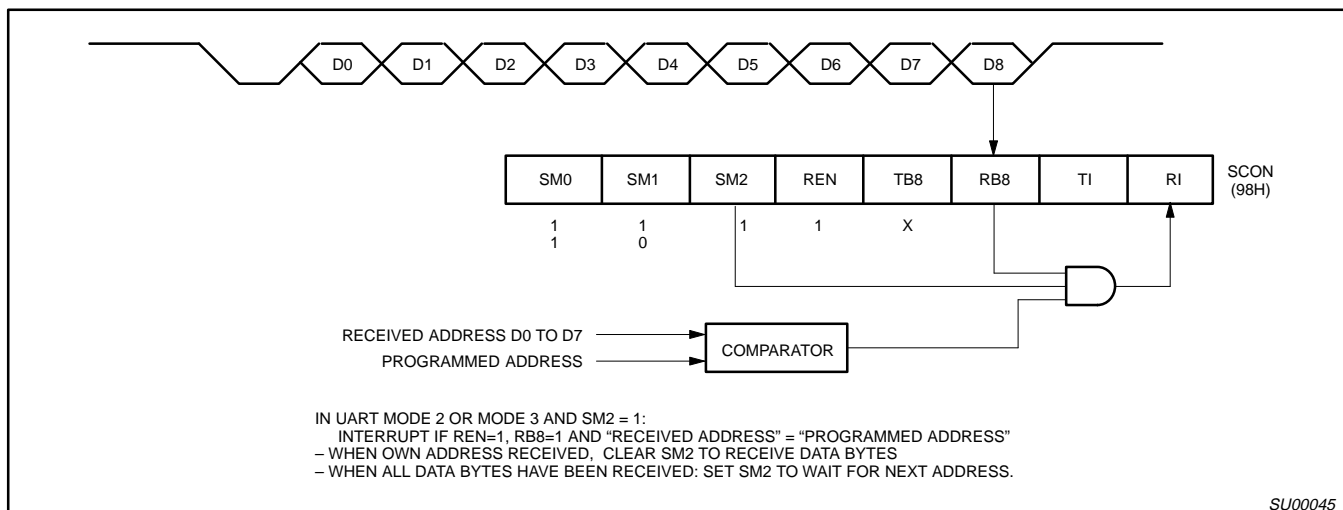 D0 D1 D2 D3 D4 D5 D6 D7 D8
SM0 SM1 SM2 REN TB8 RB8 TI RI
SCON
(98H)
1 1 1 1 X
1 0
RECEIVED ADDRESS D0 TO D7
PROGRAMMED ADDRESS
COMPARATOR
IN UART MODE 2 OR MODE 3 AND SM2 = 1:
INTERRUPT IF REN=1, RB8=1 AND “RECEIVED ADDRESS” = “PROGRAMMED ADDRESS”
– WHEN OWN ADDRESS RECEIVED, CLEAR SM2 TO RECEIVE DATA BYTES
– WHEN ALL DATA BYTES HAVE BEEN RECEIVED: SET SM2 TO WAIT FOR NEXT ADDRESS.
SU00045